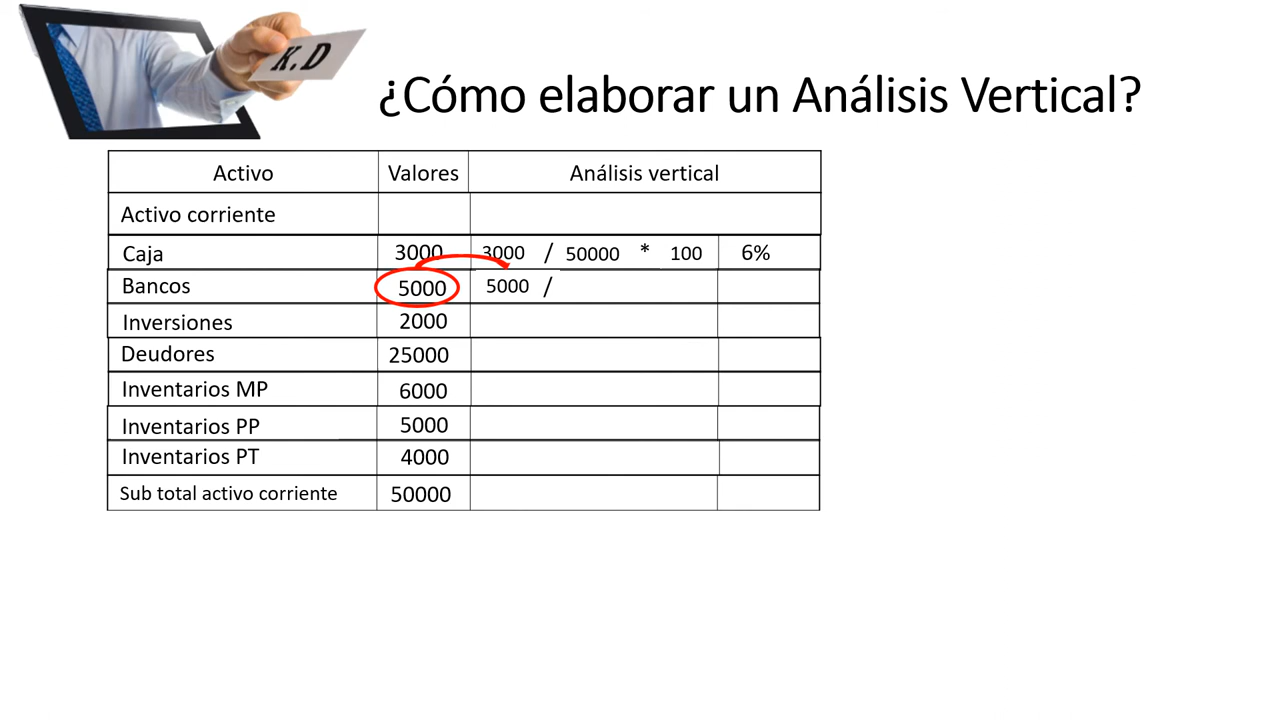 K.D
¿Cómo elaborar un Análisis Vertical?
Activo Valores Análisis vertical
Activo corriente
Caja 3000 3000 / 50000 * 100 6%
Bancos 5000 5000 /
Inversiones 2000
Deudores 25000
Inventarios MP 6000
Inventarios PP 5000
Inventarios PT 4000
Sub total activo corriente 50000